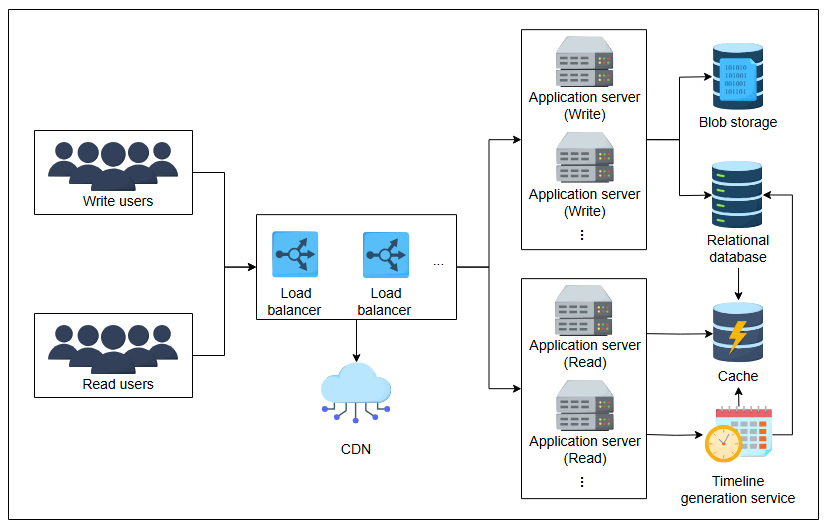 Write users
Read users
Load
balancer
Load
balancer
...
CDN
Application server
(Write)
Application server
(Write)
...
Application server
(Read)
Application server
(Read)
...
101010
101001
001001
101101
Blob storage
Relational
database
Cache
Timeline
generation service